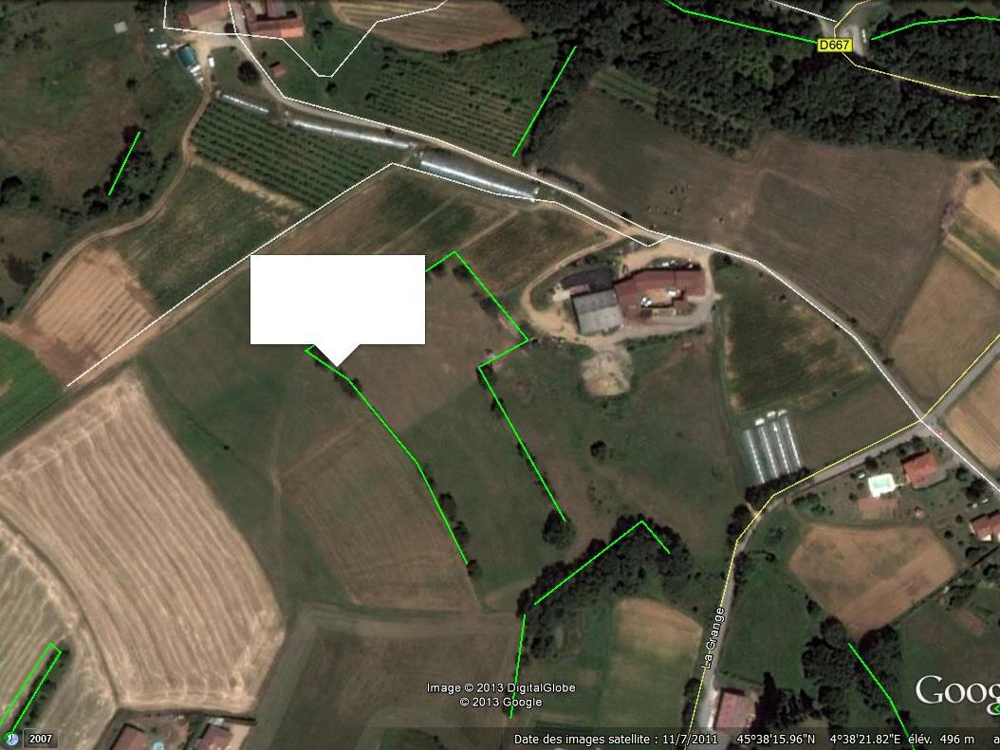 D667
La Grange
Image © 2013 DigitalGlobe
© 2013 Google
Goog
2007
Date des images satellite : 11/7/2011 45°38'15.96"N 4°38'21.82"E élév. 496 m a